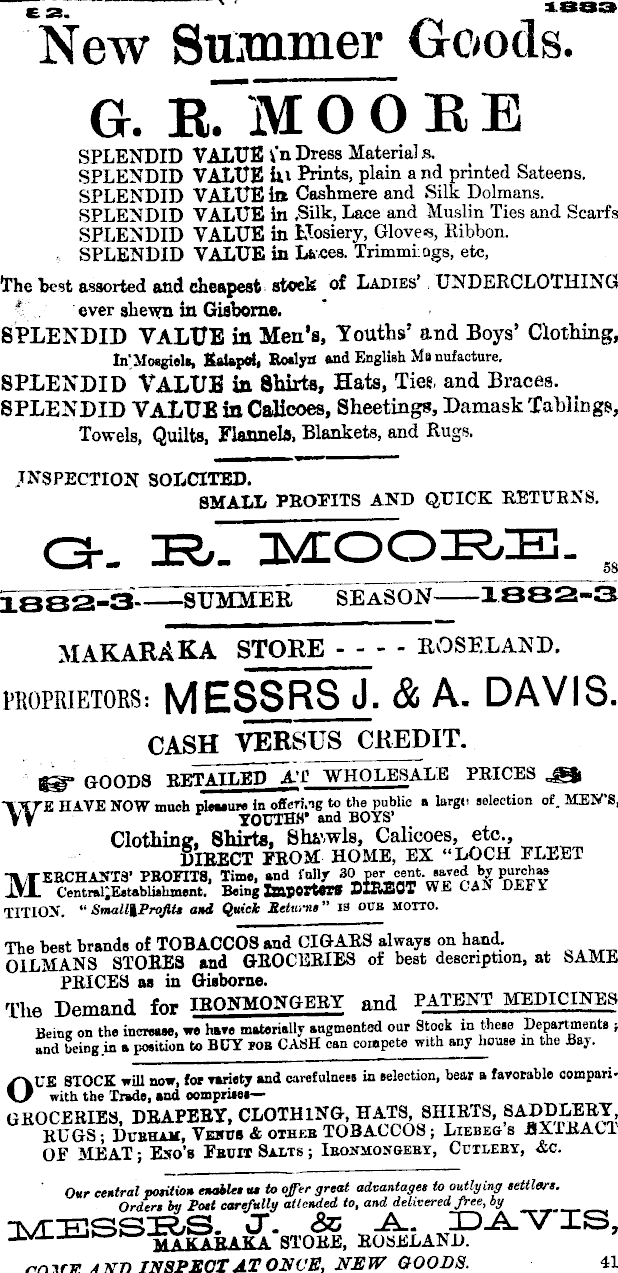 £2. 1883
New Summer Goods.
G. R. MOORE
SPLENDID VALUE in Dress Materials.
SPLENDID VALUE in Prints, plain and printed Sateens.
SPLENDID VALUE in Cashmere and Silk Dolmans.
SPLENDID VALUE in Silk, Lace and Muslin Ties and Scarfs
SPLENDID VALUE in Hosiery, Gloves, Ribbon.
SPLENDID VALUE in Laces. Trimmings, etc,
The best assorted and cheapest stock of LADIES' UNDERCLOTHING
ever shewn in Gisborne.
SPLENDID VALUE in Men's, Youths' and Boys' Clothing,
In Mosgiels, Kaiapoi, Roslyn and English Manufacture.
SPLENDID VALUE in Shirts, Hats, Ties, and Braces.
SPLENDID VALUE in Calicoes, Sheetings, Damask Tablings,
Towels, Quilts, Flannels, Blankets, and Rugs.
INSPECTION SOLCITED.
SMALL PROFITS AND QUICK RETURNS.
G. R. MOORE.
58
1882-3.—SUMMER SEASON—1882-3
MAKARAKA STORE - - - - ROSELAND.
PROPRIETORS: MESSRS J. & A. DAVIS.
CASH VERSUS CREDIT.
GOODS RETAILED AT WHOLESALE PRICES
WE HAVE NOW much pleasure in offering to the public a large selection of MEN'S,
YOUTHS' and BOYS'
Clothing, Shirts, Shawls, Calicoes, etc.,
DIRECT FROM HOME, EX "LOCH FLEET
MERCHANTS' PROFITS, Time, and fully 30 per cent. saved by purchas
Central Establishment. Being Importers DIRECT WE CAN DEFY
TITION. "Small Profits and Quick Returns" IS OUR MOTTO.
The best brands of TOBACCOS and CIGARS always on hand.
OILMANS STORES and GROCERIES of best description, at SAME
PRICES as in Gisborne.
The Demand for IRONMONGERY and PATENT MEDICINES
Being on the increase, we have materially augmented our Stock in these Departments ;
and being in a position to BUY FOR CASH can compete with any house in the Bay.
OUR STOCK will now, for variety and carefulness in selection, bear a favorable compari-
with the Trade, and comprises—
GROCERIES, DRAPERY, CLOTHING, HATS, SHIRTS, SADDLERY,
RUGS; DURHAM, VENUS & OTHER TOBACCOS; LIEBEG'S EXTRACT
OF MEAT; ENO'S FRUIT SALTS; IRONMONGERY, CUTLERY, &C.
Our central position enables us to offer great advantages to outlying settlers.
Orders by Post carefully attended to, and delivered free, by
MESSRS. J. & A. DAVIS,
MAKARAKA STORE, ROSELAND.
COME AND INSPECT AT ONCE, NEW GOODS. 41